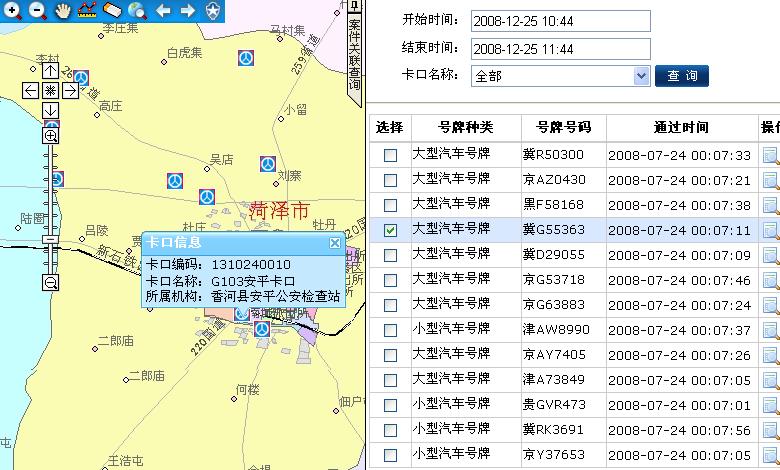 李庄集
马村集
白虎集
李村
高庄
小留
吴店
刘寨
陆圈
吕陵
杜庄
牡丹
菏泽市
259省道
新石铁
220国道
二郎庙
二郎庙
何楼
佃户
王浩屯
案件关联查询
卡口信息
卡口编码：1310240010
卡口名称：G103安平卡口
所属机构：香河县安平公安检查站
开始时间：2008-12-25 10:44
结束时间：2008-12-25 11:44
卡口名称：全部 查 询
选择 号牌种类 号牌号码 通过时间 操作
大型汽车号牌 冀R50300 2008-07-24 00:07:33
大型汽车号牌 京AZ0430 2008-07-24 00:07:21
大型汽车号牌 黑F58168 2008-07-24 00:07:38
大型汽车号牌 冀G55363 2008-07-24 00:07:11
大型汽车号牌 冀D29055 2008-07-24 00:07:09
大型汽车号牌 京G53718 2008-07-24 00:07:46
大型汽车号牌 京G63883 2008-07-24 00:07:24
小型汽车号牌 津AW8990 2008-07-24 00:07:37
大型汽车号牌 京AY7405 2008-07-24 00:07:26
大型汽车号牌 津A73849 2008-07-24 00:07:05
小型汽车号牌 贵GVR473 2008-07-24 00:07:01
小型汽车号牌 冀RK3691 2008-07-24 00:07:56
小型汽车号牌 京Y37653 2008-07-24 00:07:05